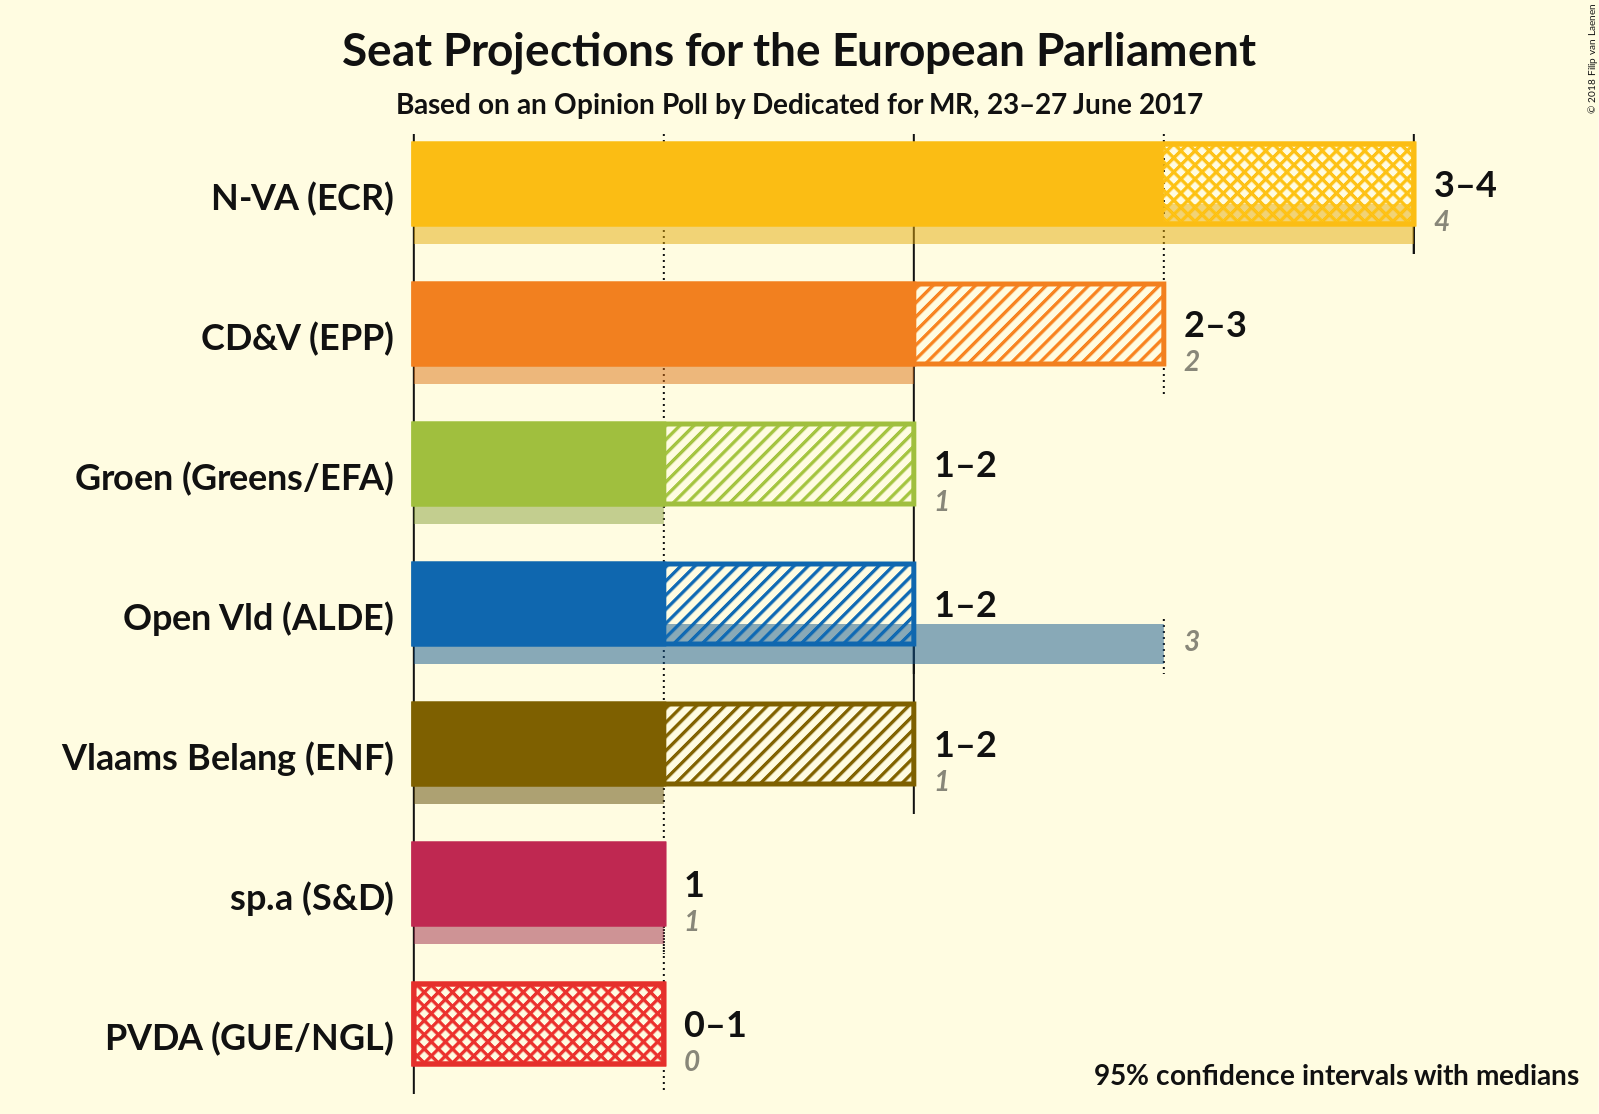 Seat Projections for the European Parliament
Based on an Opinion Poll by Dedicated for MR, 23–27 June 2017
© 2018 Filip van Laenen
N-VA (ECR)
3–4
4
CD&V (EPP)
2–3
2
Groen (Greens/EFA)
1–2
1
Open Vld (ALDE)
1–2
3
Vlaams Belang (ENF)
1–2
1
sp.a (S&D)
1
1
PVDA (GUE/NGL)
0–1
0
95% confidence intervals with medians